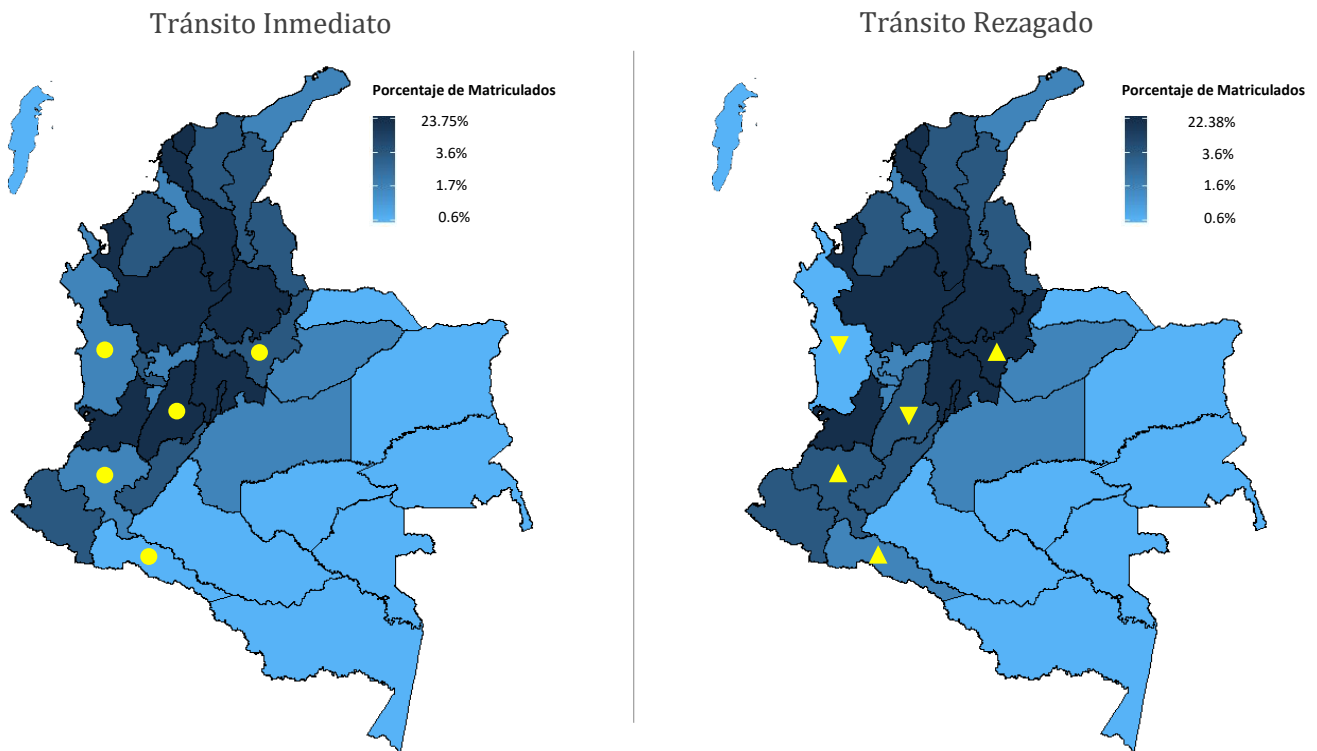 Tránsito Inmediato
Porcentaje de Matriculados
23.75%
3.6%
1.7%
0.6%
Tránsito Rezagado
Porcentaje de Matriculados
22.38%
3.6%
1.6%
0.6%